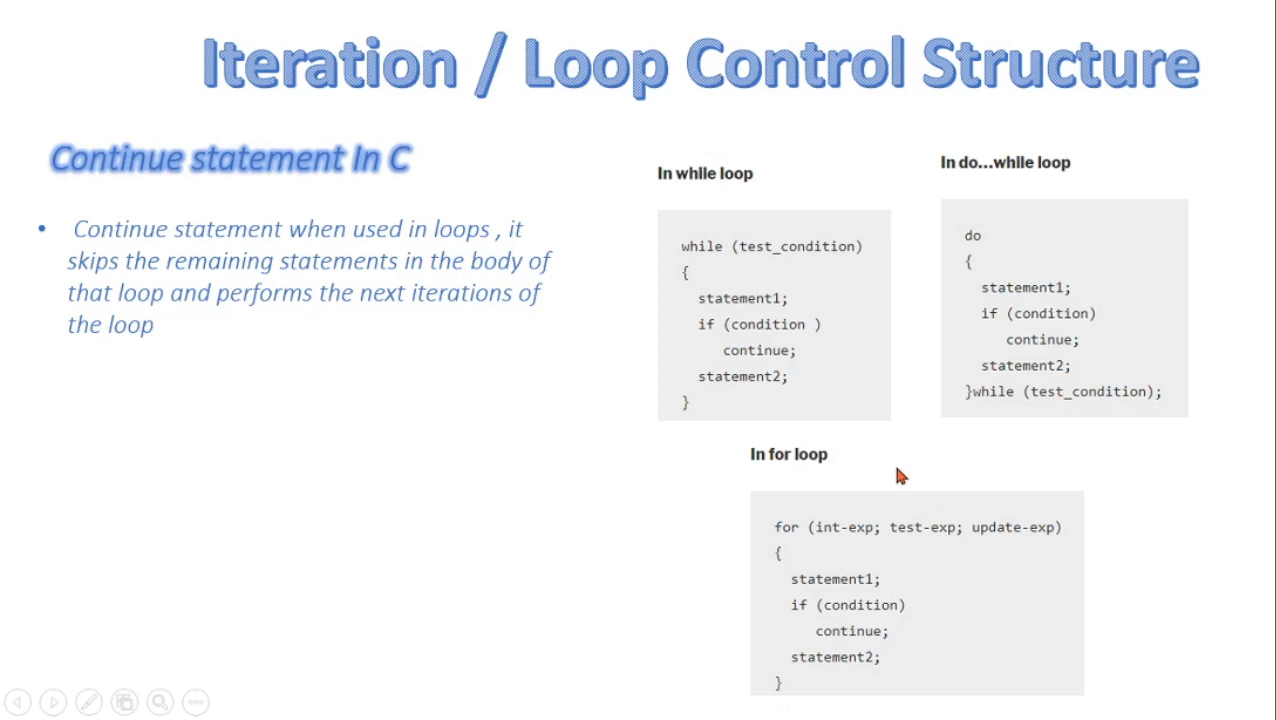 Iteration / Loop Control Structure
Continue statement In C
• Continue statement when used in loops , it
skips the remaining statements in the body of
that loop and performs the next iterations of
the loop
In while loop
while (test_condition)
{
statement1;
if (condition )
continue;
statement2;
}
In do...while loop
do
{
statement1;
if (condition)
continue;
statement2;
}while (test_condition);
In for loop
for (int-exp; test-exp; update-exp)
{
statement1;
if (condition)
continue;
statement2;
}